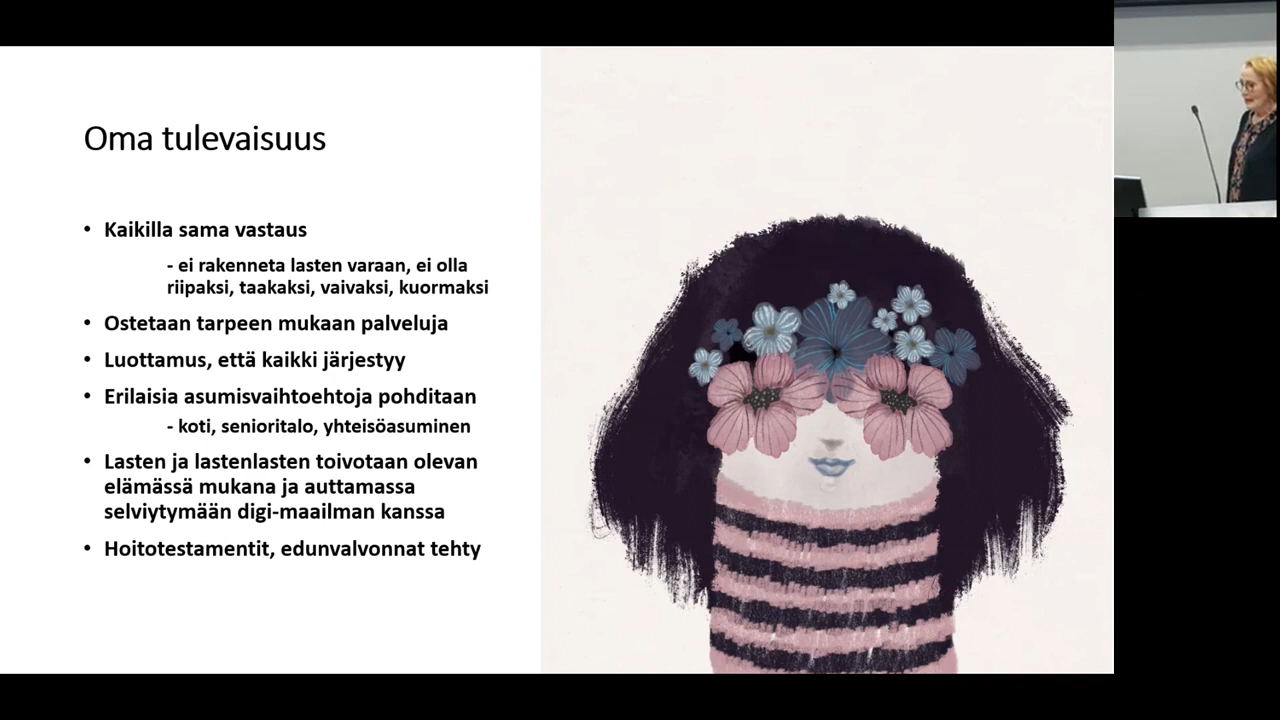 Oma tulevaisuus
• Kaikilla sama vastaus
- ei rakenneta lasten varaan, ei olla
riipaksi, taakaksi, vaivaksi, kuormaksi
• Ostetaan tarpeen mukaan palveluja
• Luottamus, että kaikki järjestyy
• Erilaisia asumisvaihtoehtoja pohditaan
- koti, senioritalo, yhteisöasuminen
• Lasten ja lastenlasten toivotaan olevan
elämässä mukana ja auttamassa
selviytymään digi-maailman kanssa
• Hoitotestamentit, edunvalvonnat tehty